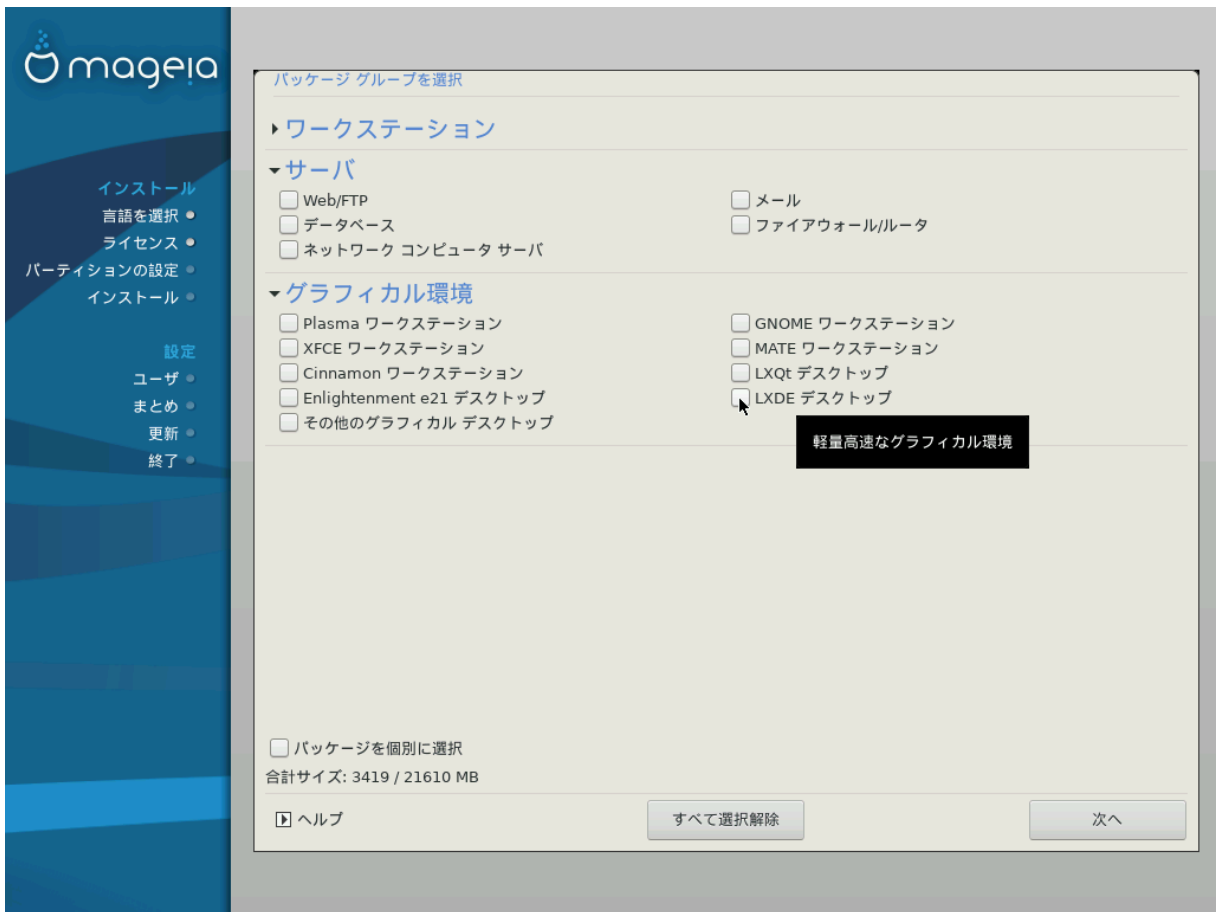 mageia
インストール
言語を選択
ライセンス
パーティションの設定
インストール
設定
ユーザ
まとめ
更新
終了
パッケージ グループを選択
ワークステーション
サーバ
Web/FTP
メール
データベース
ファイアウォール/ルータ
ネットワーク コンピュータ サーバ
グラフィカル環境
Plasma ワークステーション
GNOME ワークステーション
XFCE ワークステーション
MATE ワークステーション
Cinnamon ワークステーション
LXQt デスクトップ
Enlightenment e21 デスクトップ
LXDE デスクトップ
その他のグラフィカル デスクトップ
軽量高速なグラフィカル環境
パッケージを個別に選択
合計サイズ: 3419 / 21610 MB
ヘルプ
すべて選択解除
次へ